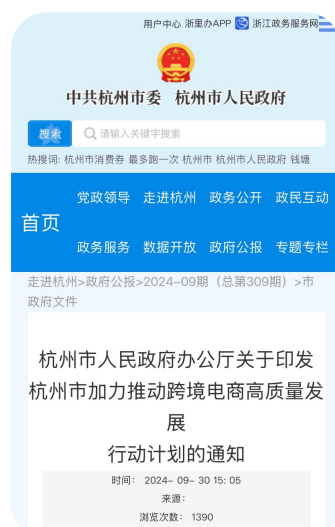 用户中心 浙里办APP 浙江政务服务网
中共杭州市委 杭州市人民政府
搜索 请输入关键字搜索
热搜词: 杭州市消费券 最多跑一次 杭州市 杭州市人民政府 钱塘
首页
党政领导 走进杭州 政务公开 政民互动
政务服务 数据开放 政府公报 专题专栏
走进杭州>政府公报>2024-09期（总第309期）>市
政府文件
杭州市人民政府办公厅关于印发
杭州市加力推动跨境电商高质量发
展
行动计划的通知
时间： 2024- 09- 30 15: 05
来源：
浏览次数： 1390